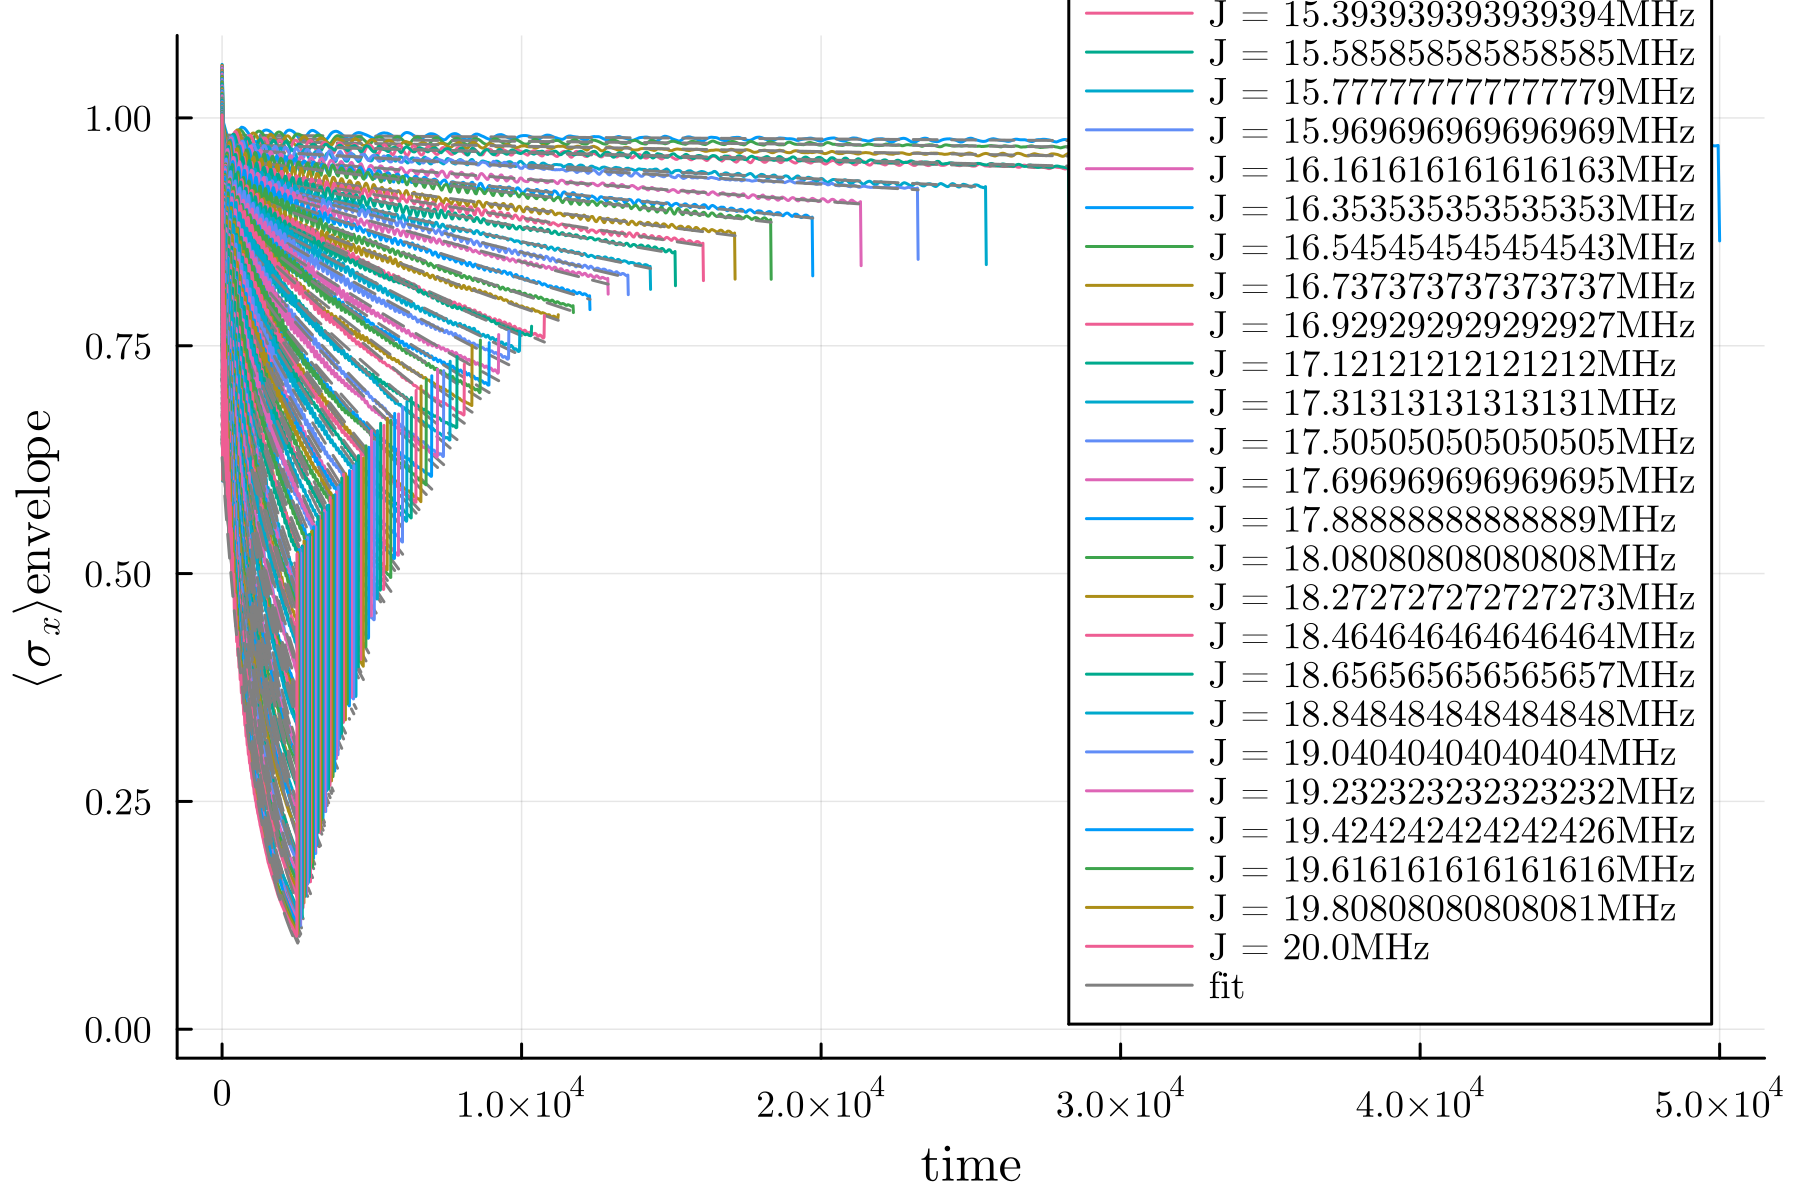 J = 15.393939393939394MHz
J = 15.585858585858585MHz
J = 15.777777777777779MHz
J = 15.969696969696969MHz
J = 16.161616161616163MHz
J = 16.353535353535353MHz
J = 16.545454545454543MHz
J = 16.737373737373737MHz
J = 16.929292929292927MHz
J = 17.12121212121212MHz
J = 17.31313131313131MHz
J = 17.505050505050505MHz
J = 17.696969696969695MHz
J = 17.88888888888889MHz
J = 18.08080808080808MHz
J = 18.272727272727273MHz
J = 18.464646464646464MHz
J = 18.656565656565657MHz
J = 18.848484848484848MHz
J = 19.04040404040404MHz
J = 19.232323232323232MHz
J = 19.424242424242426MHz
J = 19.616161616161616MHz
J = 19.80808080808081MHz
J = 20.0MHz
fit
1.00
0.75
0.50
0.25
0.00
⟨σₓ⟩envelope
0 1.0×10⁴ 2.0×10⁴ 3.0×10⁴ 4.0×10⁴ 5.0×10⁴
time